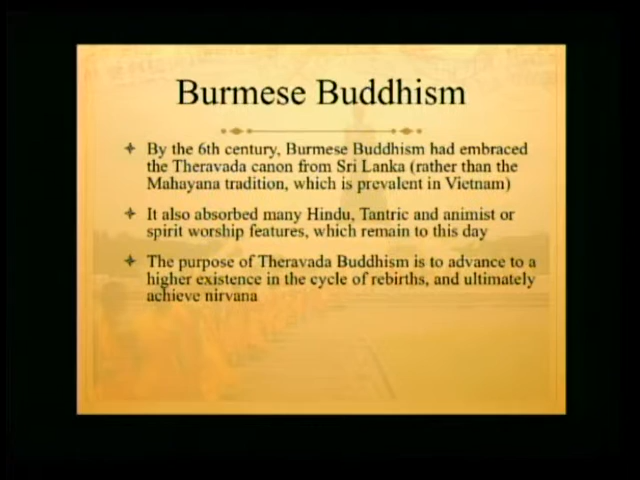 Burmese Buddhism
By the 6th century, Burmese Buddhism had embraced
the Theravada canon from Sri Lanka (rather than the
Mahayana tradition, which is prevalent in Vietnam)
It also absorbed many Hindu, Tantric and animist or
spirit worship features, which remain to this day
The purpose of Theravada Buddhism is to advance to a
higher existence in the cycle of rebirths, and ultimately
achieve nirvana